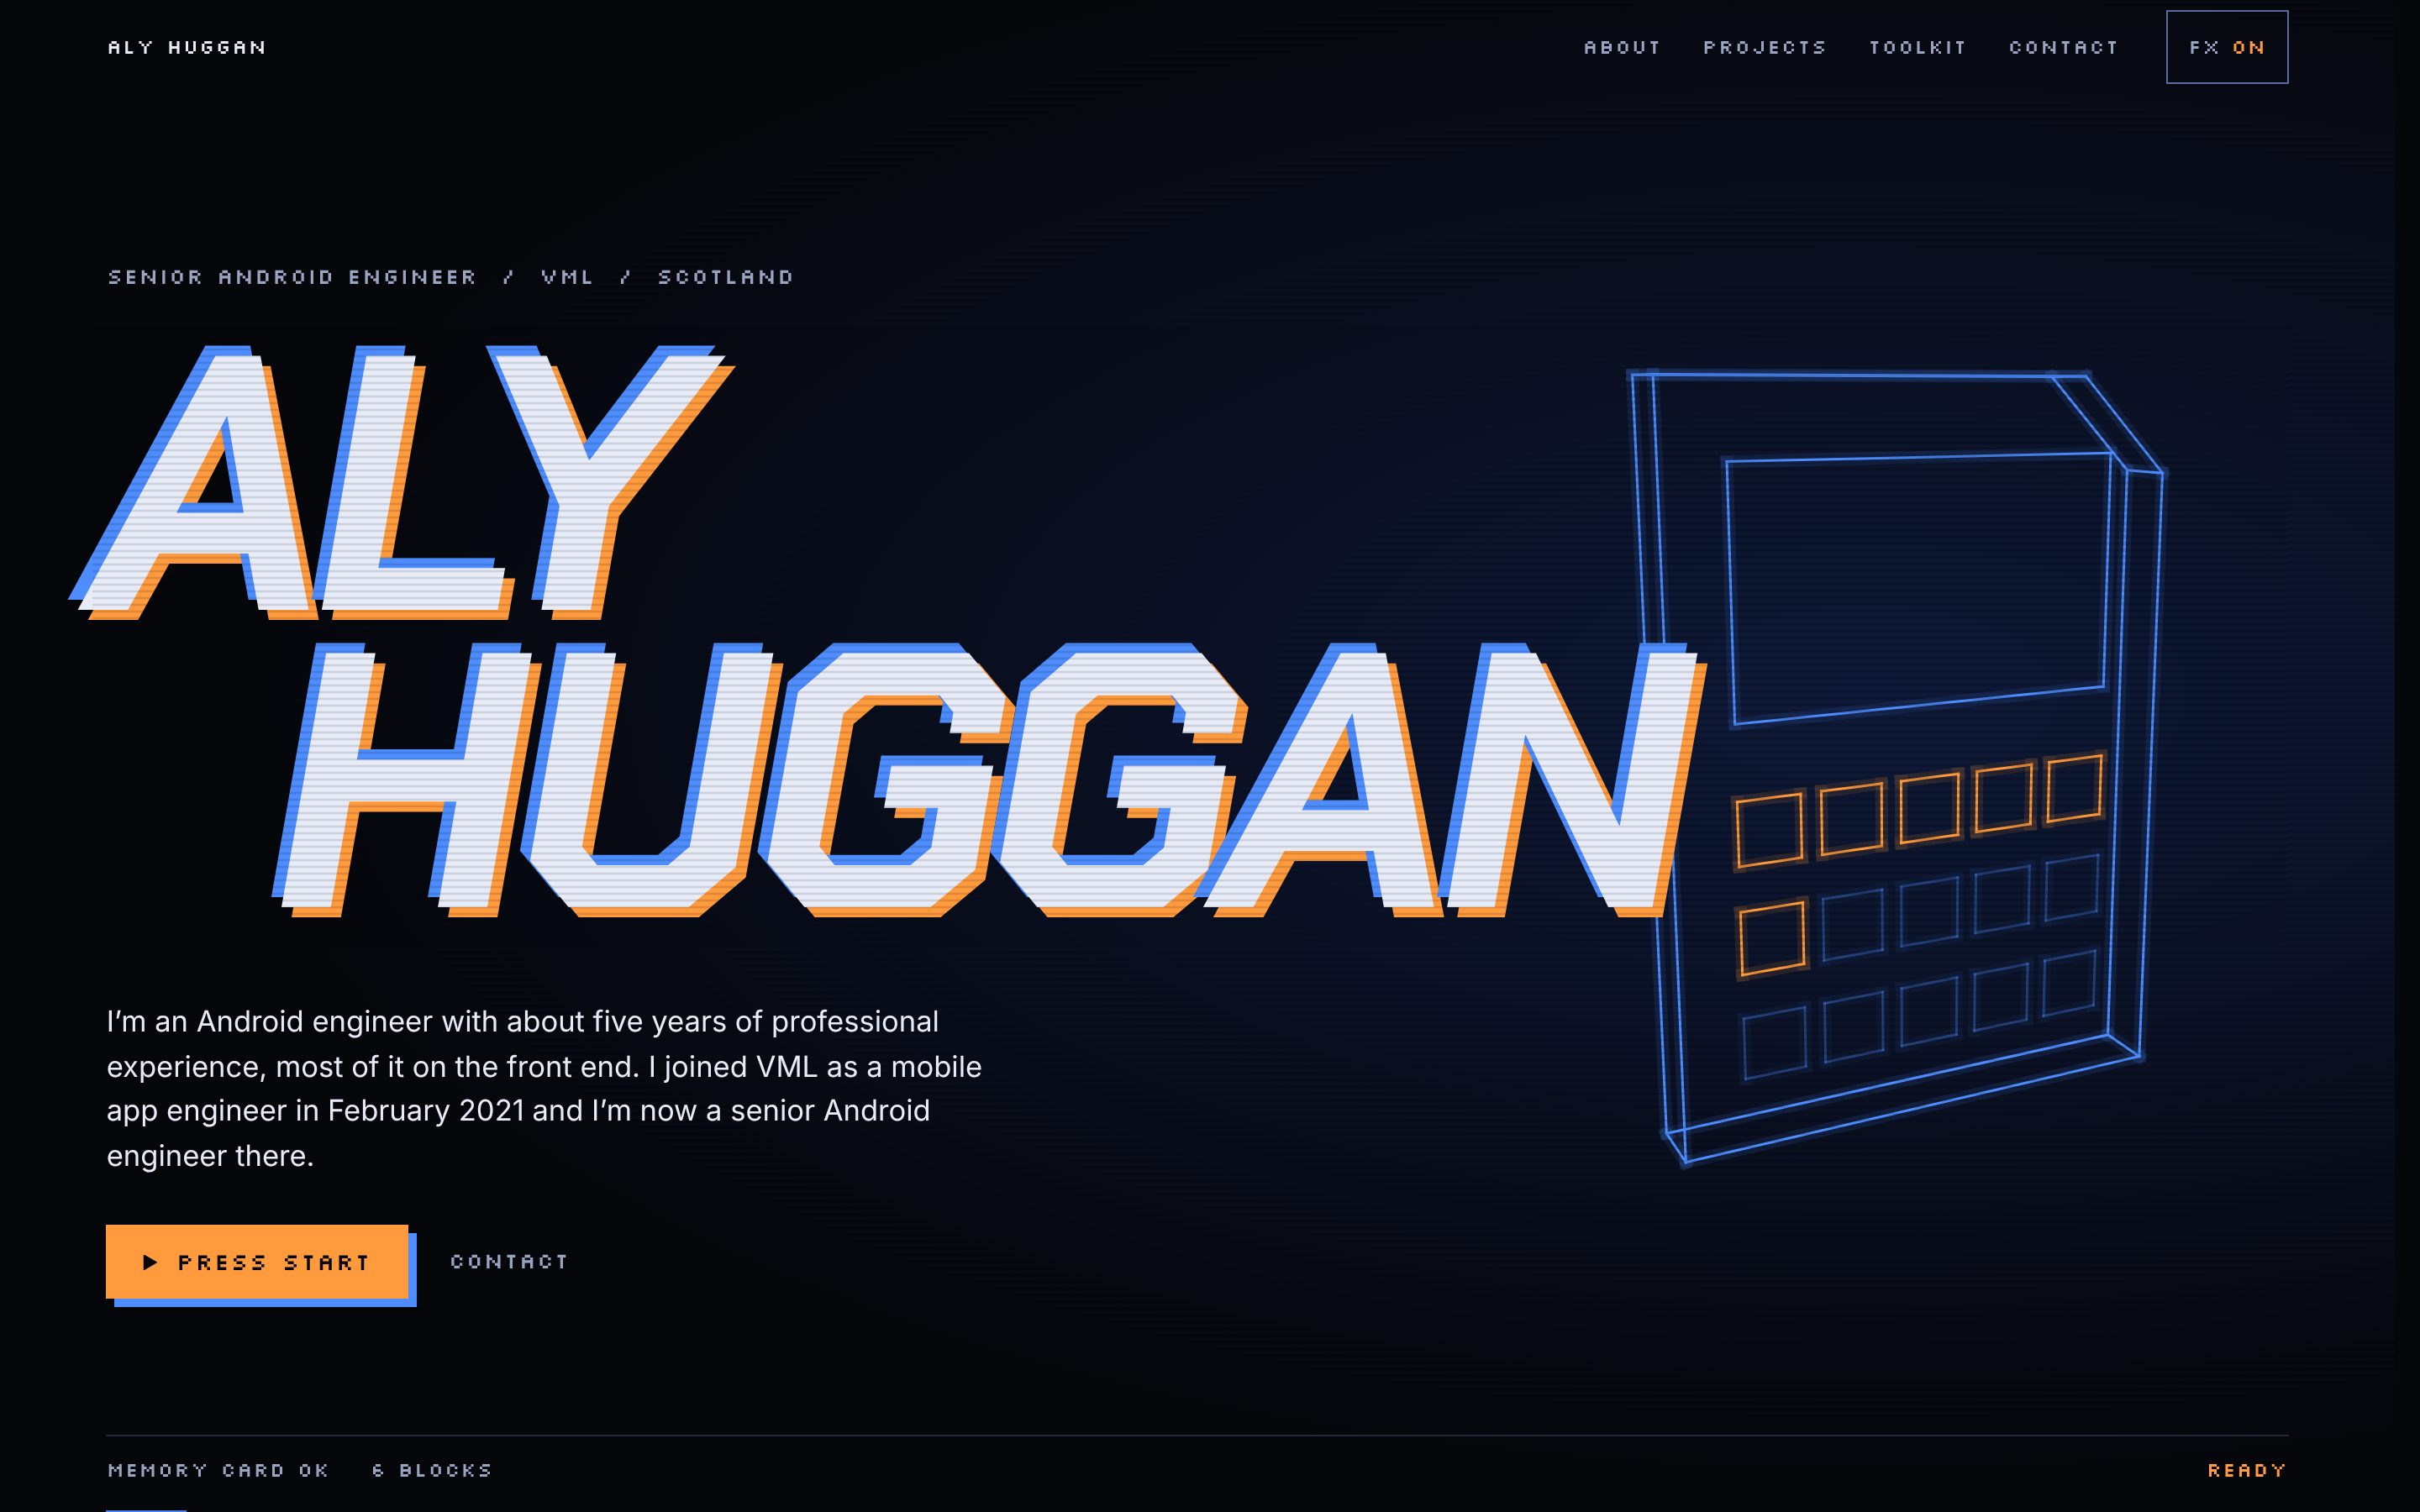 ALY HUGGAN
ABOUT PROJECTS TOOLKIT CONTACT FX ON
SENIOR ANDROID ENGINEER / VML / SCOTLAND
ALY
HUGGAN
I’m an Android engineer with about five years of professional
experience, most of it on the front end. I joined VML as a mobile
app engineer in February 2021 and I’m now a senior Android
engineer there.
▶ PRESS START CONTACT
MEMORY CARD OK 6 BLOCKS READY